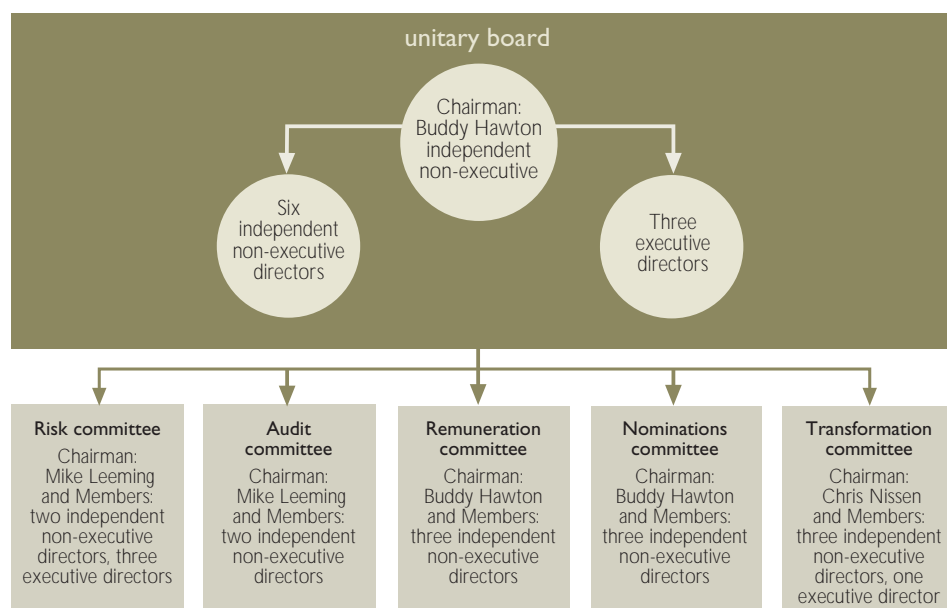 unitary board
Chairman:
Buddy Hawton
independent
non-executive
Six
independent
non-executive
directors
Three
executive
directors
Risk committee
Chairman:
Mike Leeming
and Members:
two independent
non-executive
directors, three
executive directors
Audit
committee
Chairman:
Mike Leeming
and Members:
two independent
non-executive
directors
Remuneration
committee
Chairman:
Buddy Hawton
and Members:
three independent
non-executive
directors
Nominations
committee
Chairman:
Buddy Hawton
and Members:
three independent
non-executive
directors
Transformation
committee
Chairman:
Chris Nissen
and Members:
three independent
non-executive
directors, one
executive director